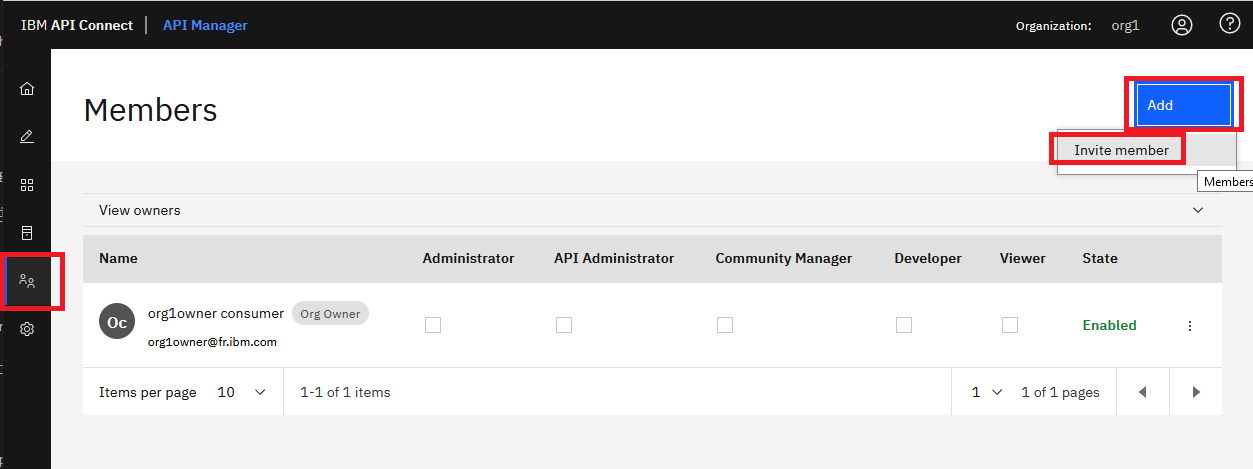 IBM API Connect | API Manager
Organization: org1
Members
Add
Invite member
Members
View owners
Name Administrator API Administrator Community Manager Developer Viewer State
Oc org1owner consumer Org Owner
Enabled
org1owner@fr.ibm.com
Items per page 10 1-1 of 1 items 1 1 of 1 pages